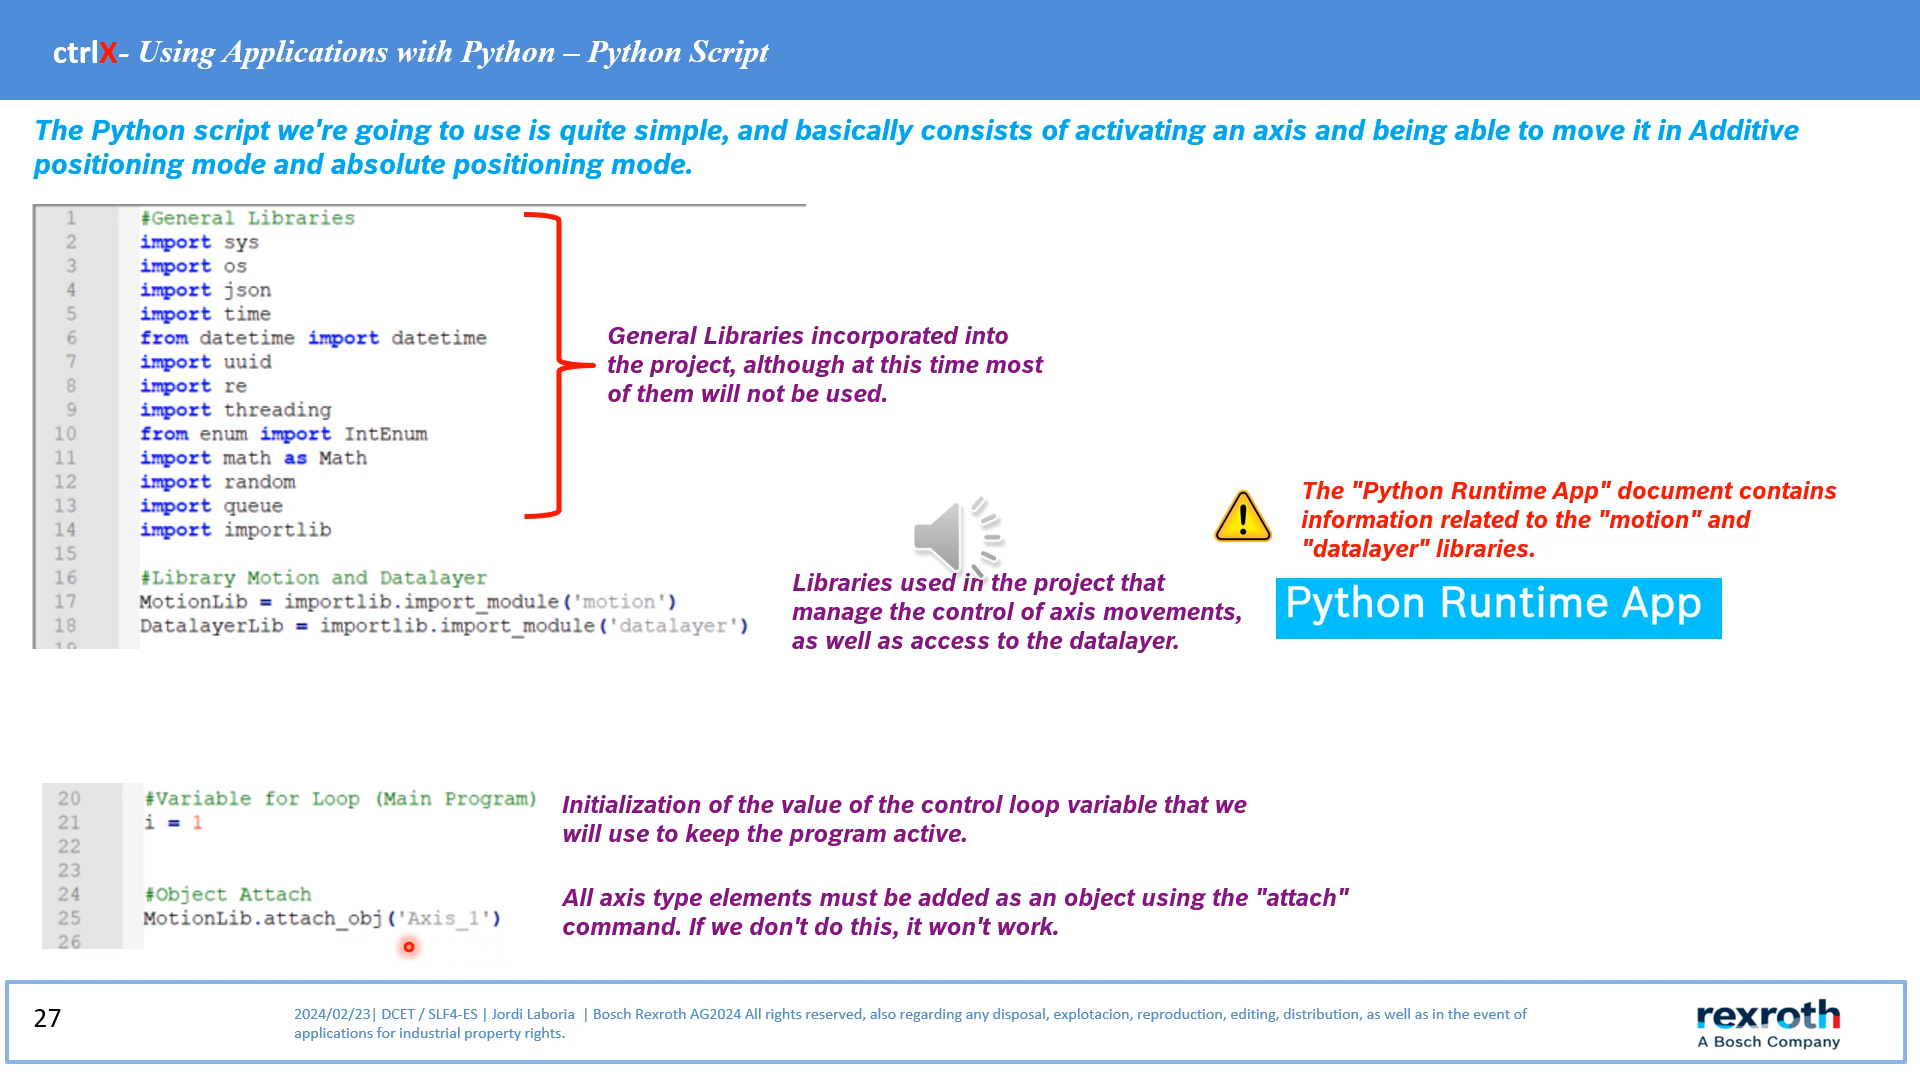 ctrlX- Using Applications with Python – Python Script
The Python script we're going to use is quite simple, and basically consists of activating an axis and being able to move it in Additive
positioning mode and absolute positioning mode.
1 #General Libraries
2 import sys
3 import os
4 import json
5 import time
6 from datetime import datetime
7 import uuid
8 import re
9 import threading
10 from enum import IntEnum
11 import math as Math
12 import random
13 import queue
14 import importlib
15
16 #Library Motion and Datalayer
17 MotionLib = importlib.import_module('motion')
18 DatalayerLib = importlib.import_module('datalayer')
19
General Libraries incorporated into
the project, although at this time most
of them will not be used.
Libraries used in the project that
manage the control of axis movements,
as well as access to the datalayer.
The "Python Runtime App" document contains
information related to the "motion" and
"datalayer" libraries.
Python Runtime App
20 #Variable for Loop (Main Program)
21 i = 1
22
23
24 #Object Attach
25 MotionLib.attach_obj('Axis_1')
26
Initialization of the value of the control loop variable that we
will use to keep the program active.
All axis type elements must be added as an object using the "attach"
command. If we don't do this, it won't work.
27
2024/02/23| DCET / SLF4-ES | Jordi Laboria | Bosch Rexroth AG2024 All rights reserved, also regarding any disposal, explotacion, reproduction, editing, distribution, as well as in the event of
applications for industrial property rights.
rexroth
A Bosch Company